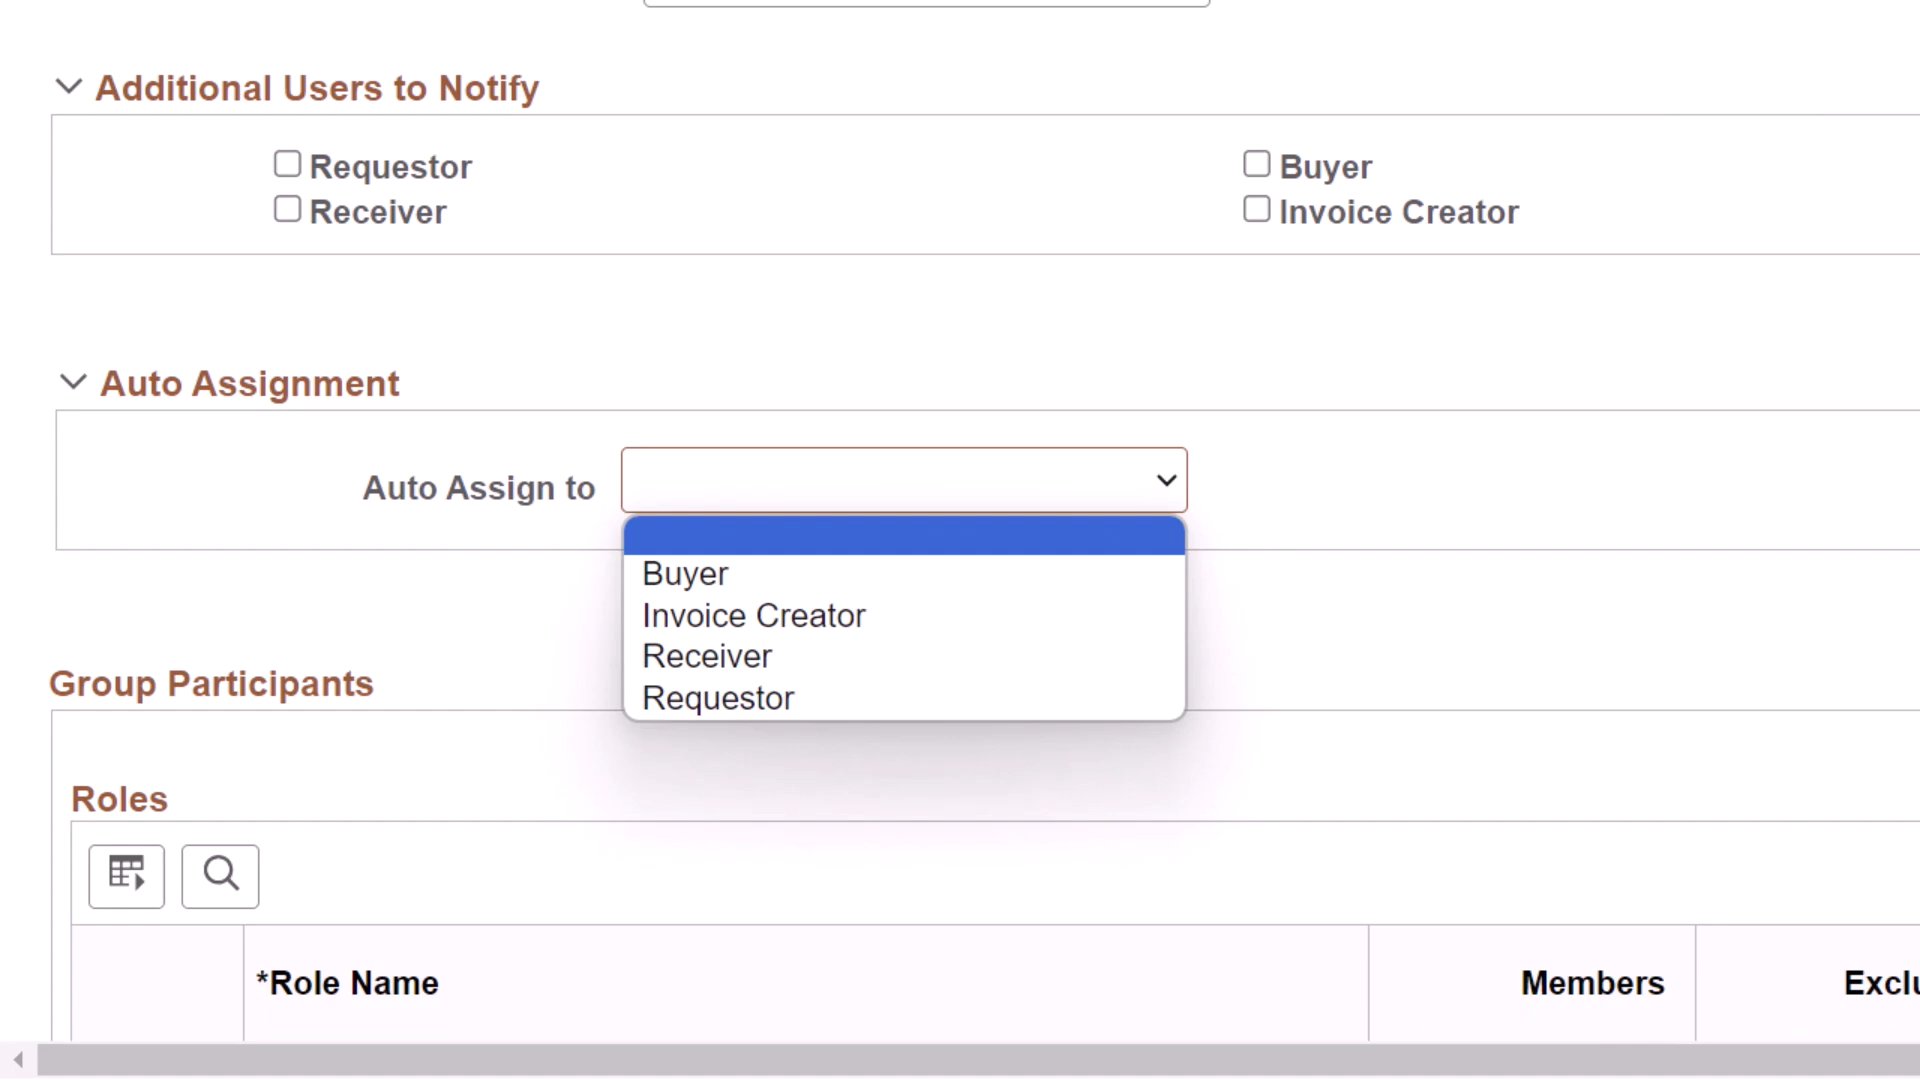 Additional Users to Notify
Requestor
Buyer
Receiver
Invoice Creator
Auto Assignment
Auto Assign to
Buyer
Invoice Creator
Receiver
Requestor
Group Participants
Roles
*Role Name
Members
Exclu